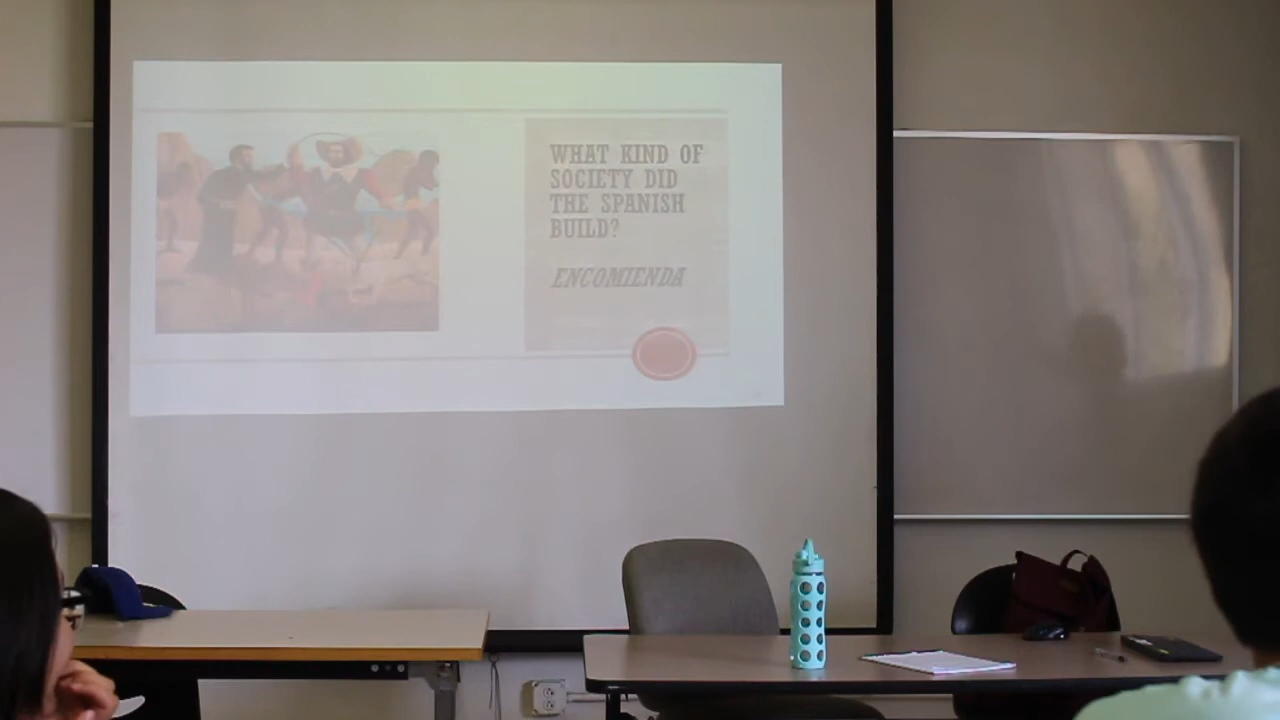 WHAT KIND OF
SOCIETY DID
THE SPANISH
BUILD?
ENCOMIENDA